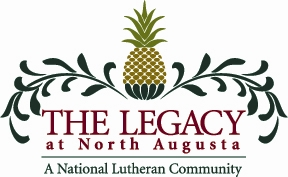 THE LEGACY
at North Augusta
A National Lutheran Community